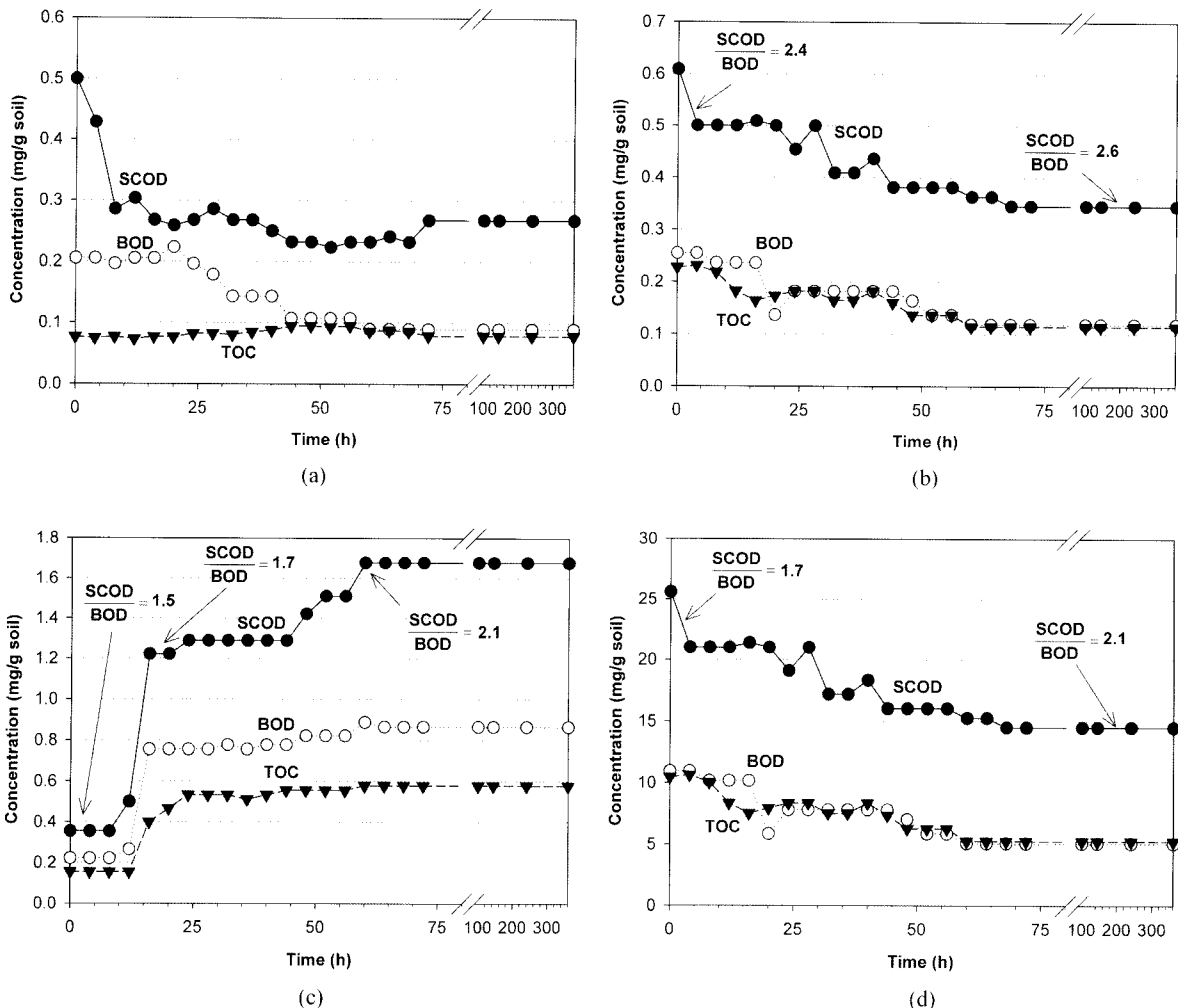 0.6
0.5
0.4
0.3
0.2
0.1
0.0
Concentration (mg/g soil)
SCOD
BOD
TOC
0 25 50 75 100 200 300
Time (h)
(a)
0.7
0.6
0.5
0.4
0.3
0.2
0.1
0.0
Concentration (mg/g soil)
SCOD
BOD
= 2.4
SCOD
SCOD
BOD
= 2.6
BOD
TOC
0 25 50 75 100 200 300
Time (h)
(b)
1.8
1.6
1.4
1.2
1.0
0.8
0.6
0.4
0.2
0.0
Concentration (mg/g soil)
SCOD
BOD
= 1.5
SCOD
BOD
= 1.7
SCOD
SCOD
BOD
= 2.1
BOD
TOC
0 25 50 75 100 200 300
Time (h)
(c)
30
25
20
15
10
5
0
Concentration (mg/g soil)
SCOD
BOD
= 1.7
SCOD
BOD
= 2.1
SCOD
BOD
TOC
0 25 50 75 100 200 300
Time (h)
(d)